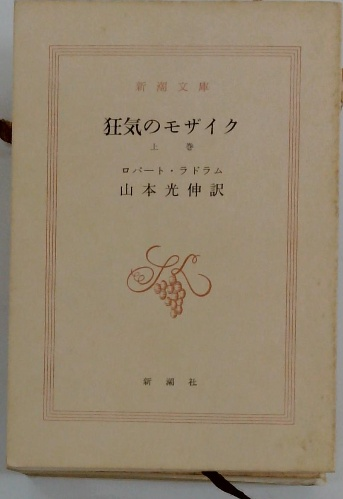 新潮文庫
狂気のモザイク
上巻
ロバート・ラドラム
山本光伸訳
新潮社